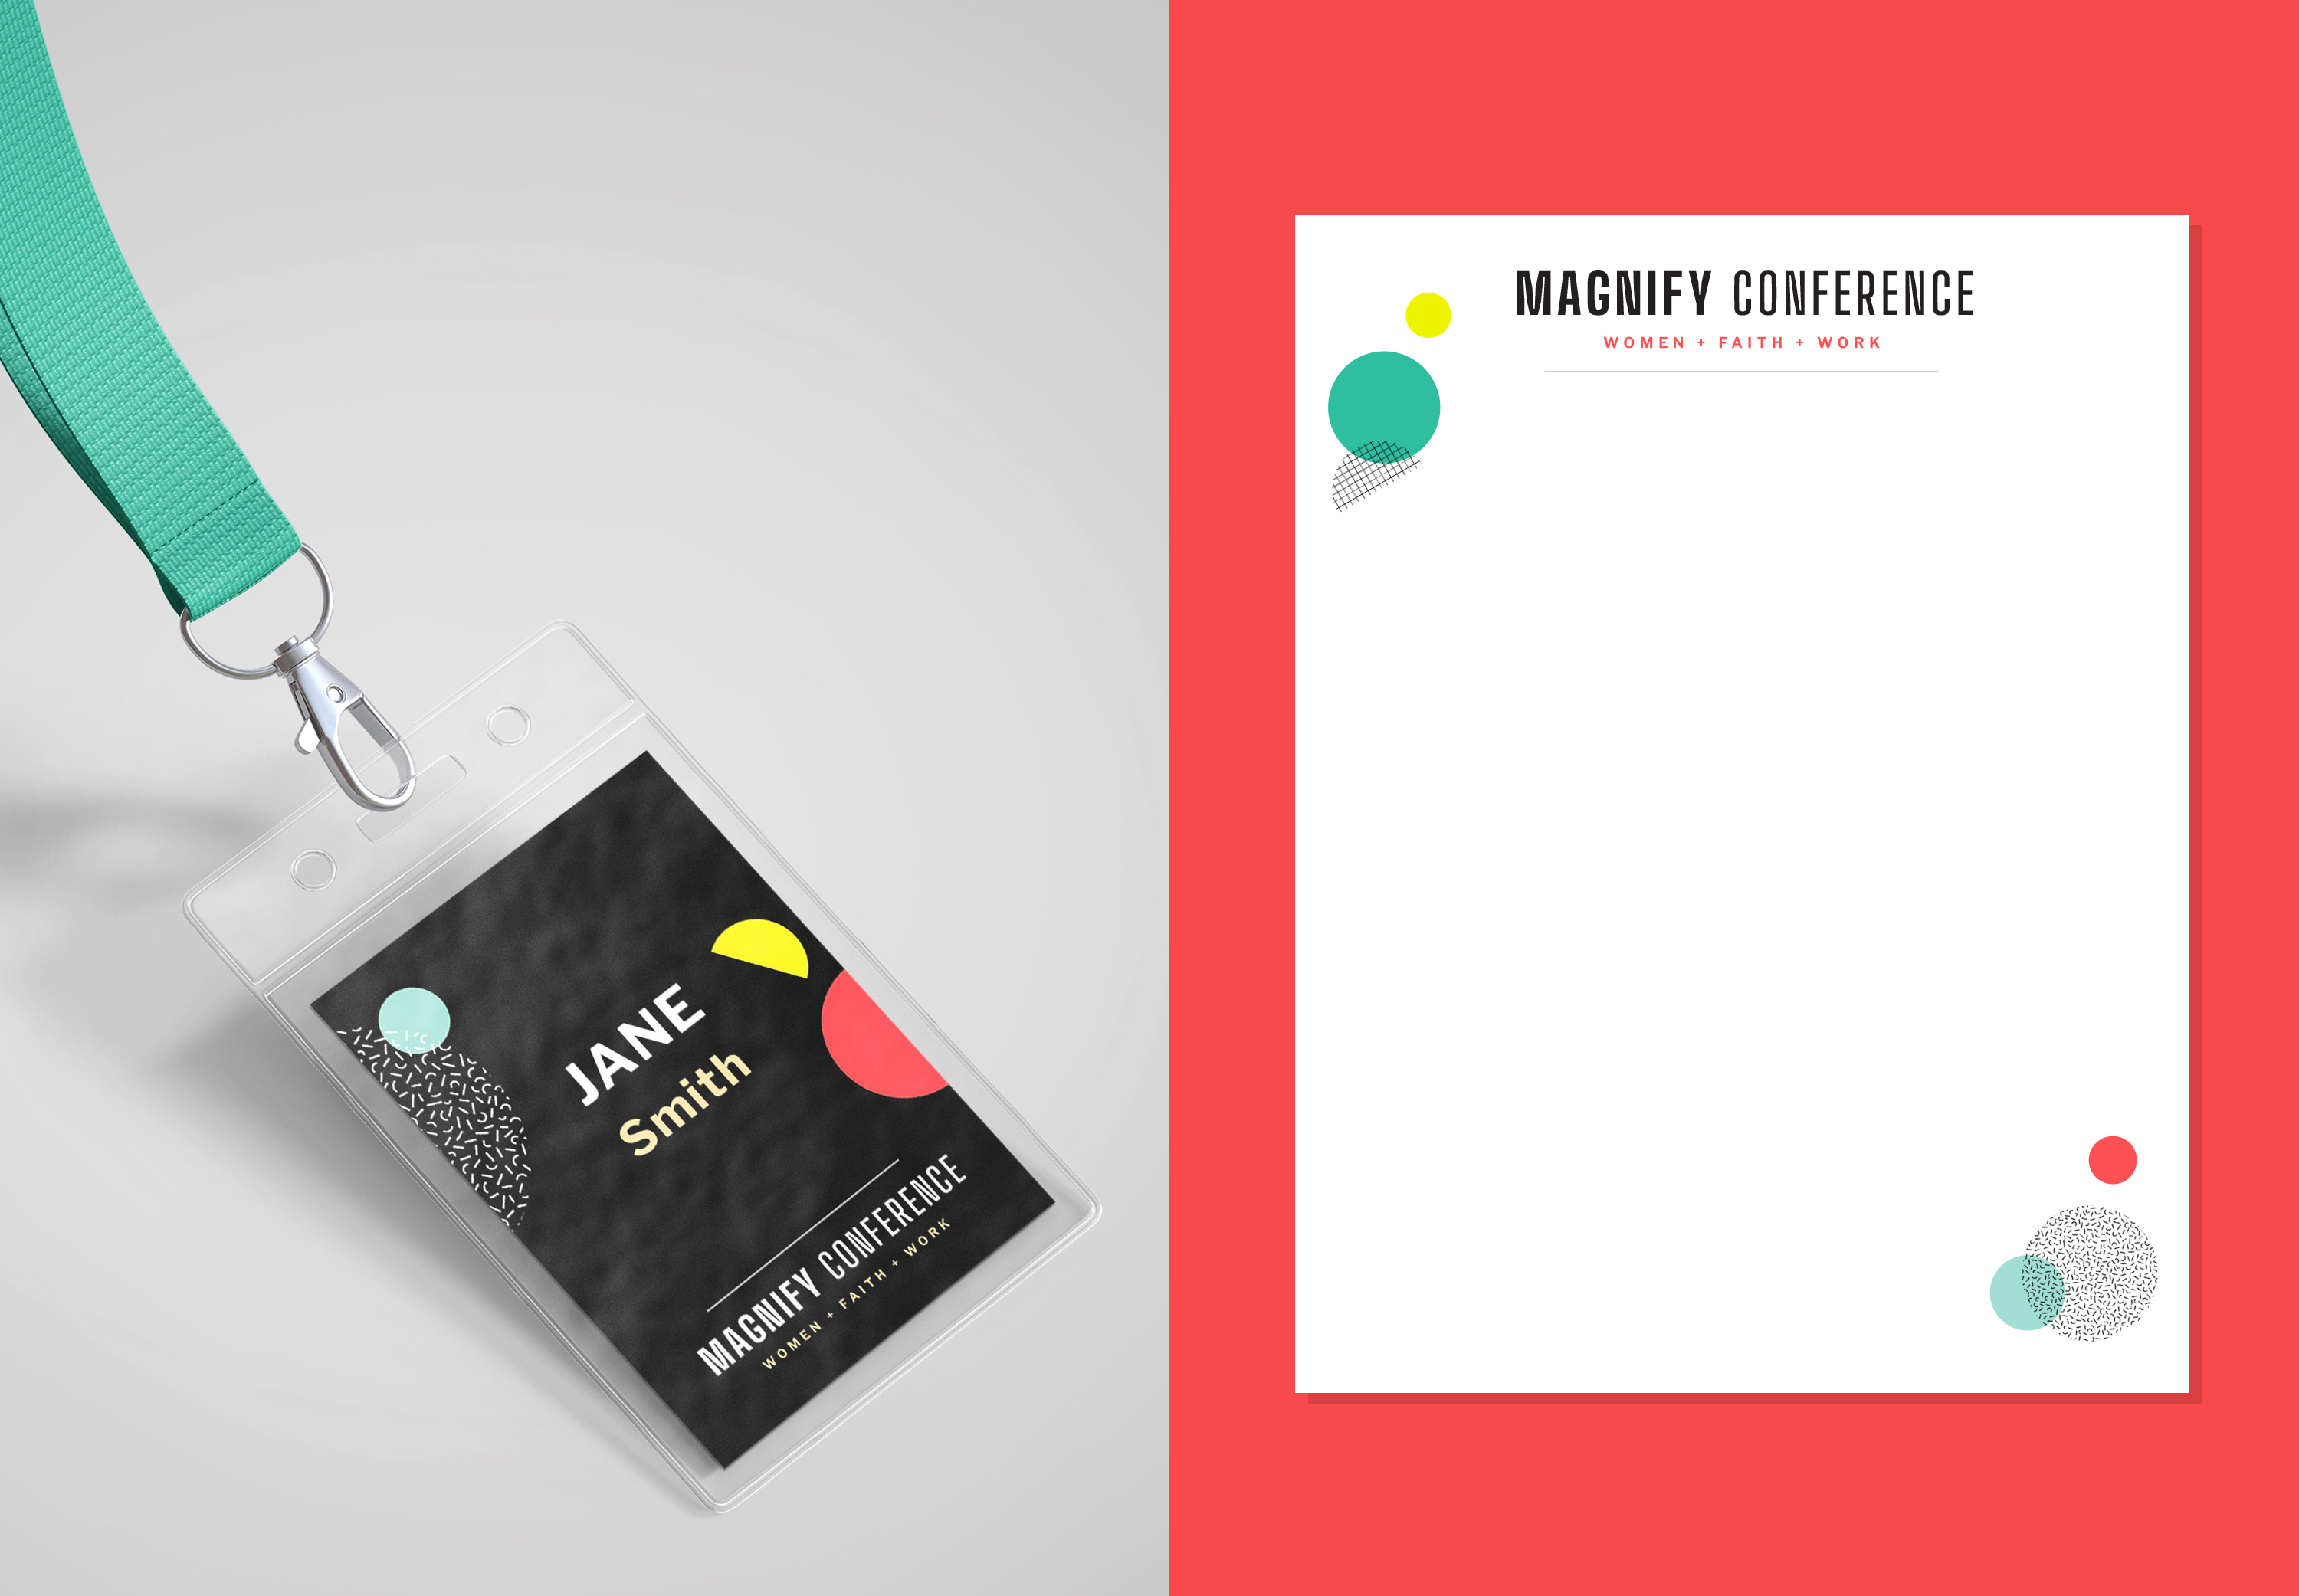 JANE
Smith
MAGNIFY CONFERENCE
WOMEN + FAITH + WORK
MAGNIFY CONFERENCE
WOMEN + FAITH + WORK